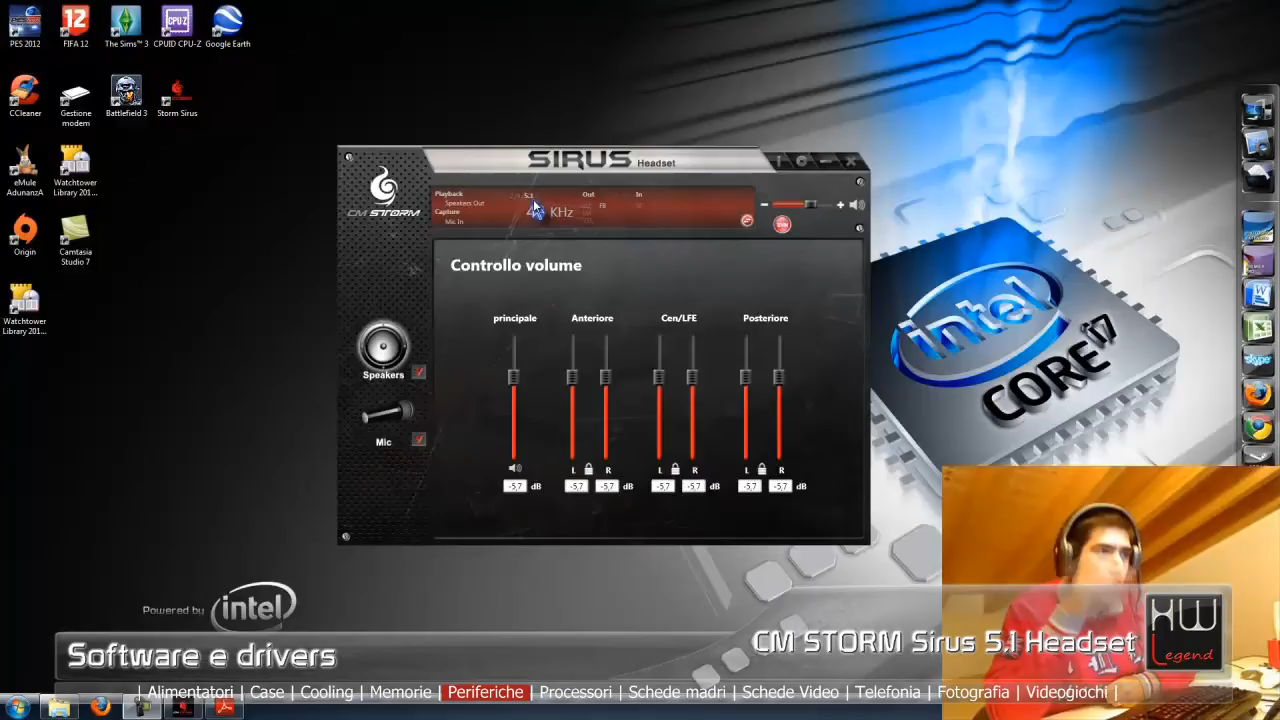 PES 2012
FIFA 12
The Sims™ 3
CPUID CPU-Z
Google Earth
CCleaner
Gestione modem
Battlefield 3
Storm Sirus
eMule AdunanzA
Watchtower Library 201...
Origin
Camtasia Studio 7
Watchtower Library 201...
SIRUS Headset
CM STORM
Playback
Speakers Out
Capture
Mic In
5.1
KHz
Out
FB
In
Controllo volume
principale
Anteriore
Cen/LFE
Posteriore
Speakers
Mic
L R L R L R
-5,7 dB -5,7 -5,7 dB -5,7 -5,7 dB -5,7 -5,7 dB
intel
CORE i7
Powered by intel
Software e drivers
CM STORM Sirus 5.1 Headset
HW Legend
| Alimentatori | Case | Cooling | Memorie | Periferiche | Processori | Schede madri | Schede Video | Telefonia | Fotografia | Videogiochi |